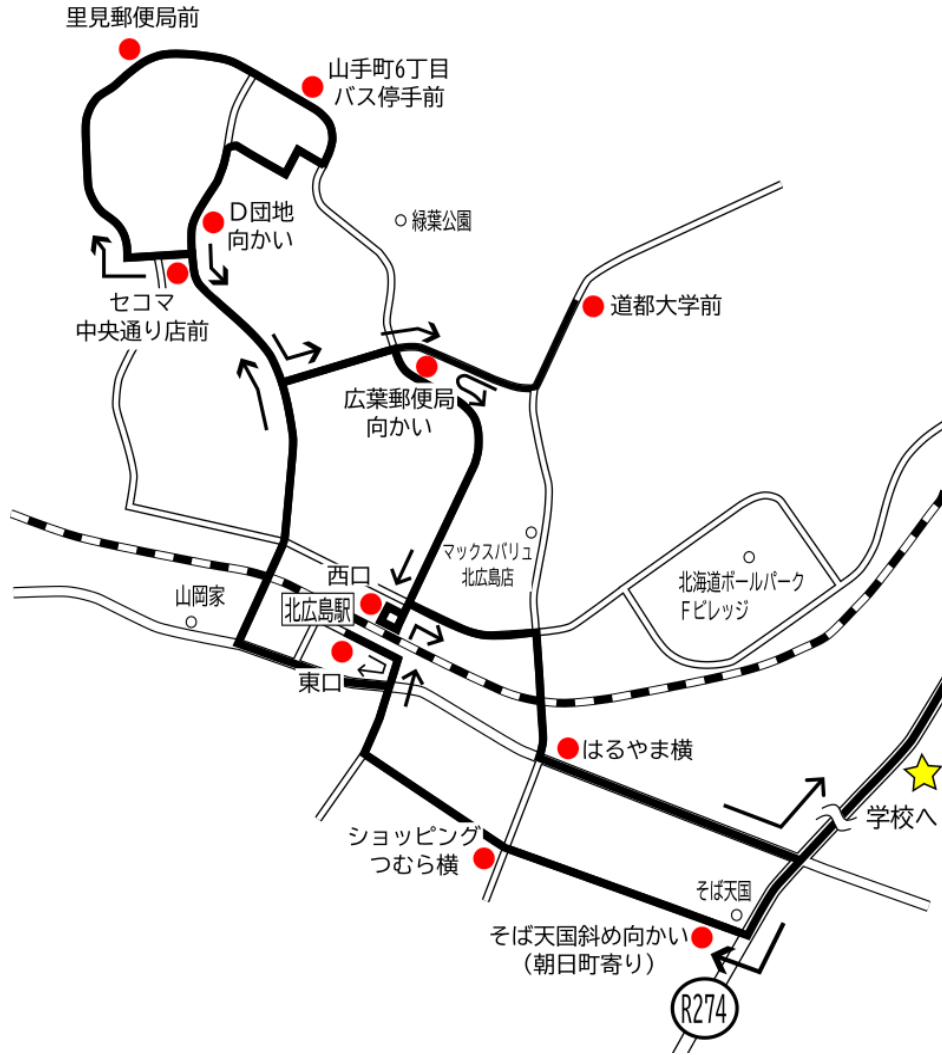 里見郵便局前
山手町6丁目
バス停手前
D団地
向かい
緑葉公園
セコマ
中央通り店前
道都大学前
広葉郵便局
向かい
マックスバリュ
北広島店
北海道ボールパーク
Fビレッジ
西口
山岡家
北広島駅
東口
はるやま横
学校へ
ショッピング
つむら横
そば天国
そば天国斜め向かい
（朝日町寄り）
R274